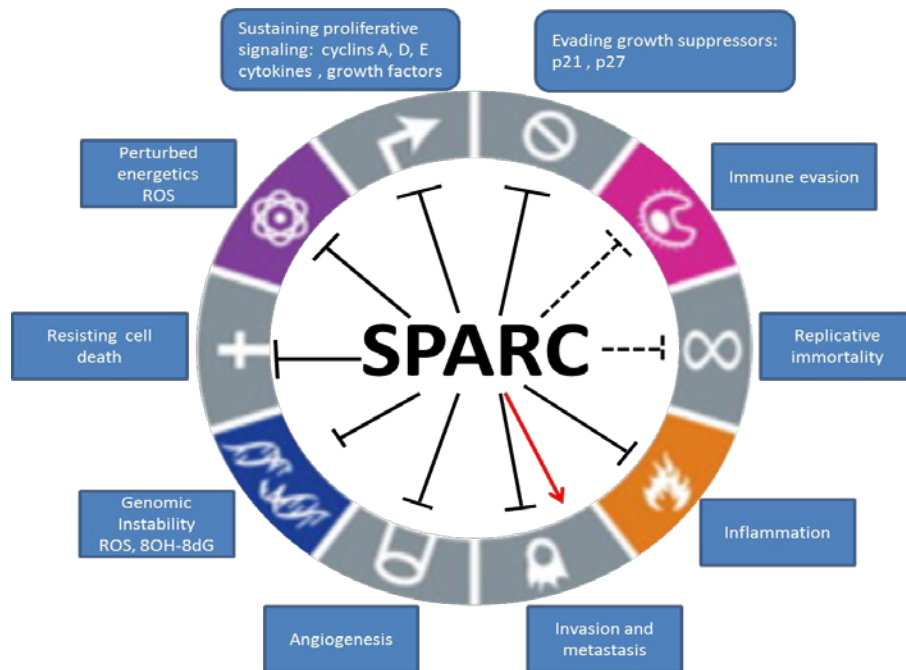 Sustaining proliferative
signaling: cyclins A, D, E
cytokines , growth factors
Evading growth suppressors:
p21 , p27
Perturbed
energetics
ROS
Immune evasion
Resisting cell
death
SPARC
Replicative
immortality
Genomic
Instability
ROS, 8OH-8dG
Inflammation
Angiogenesis
Invasion and
metastasis